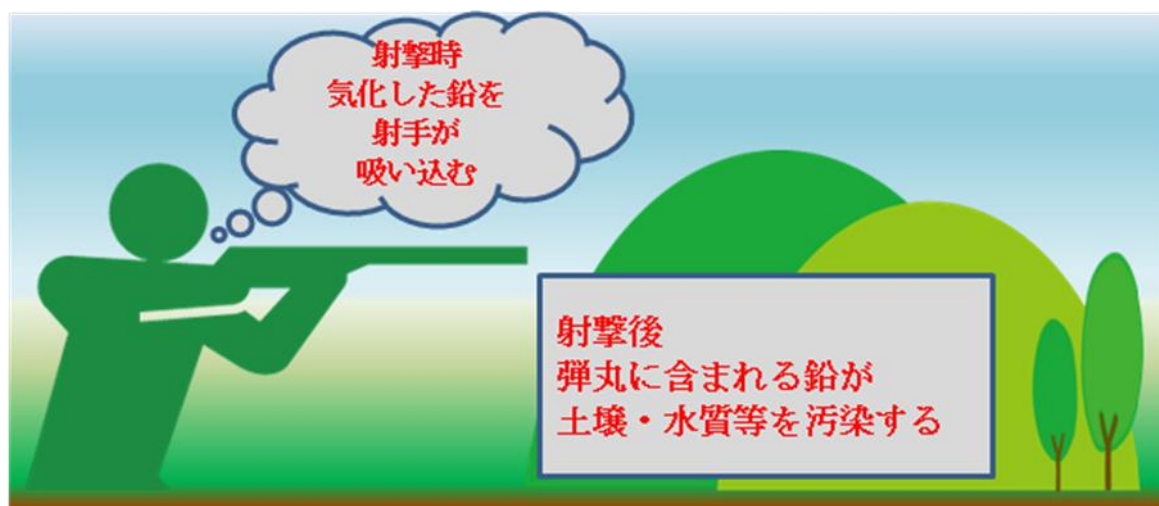 射撃時
気化した鉛を
射手が
吸い込む
射撃後
弾丸に含まれる鉛が
土壌・水質等を汚染する